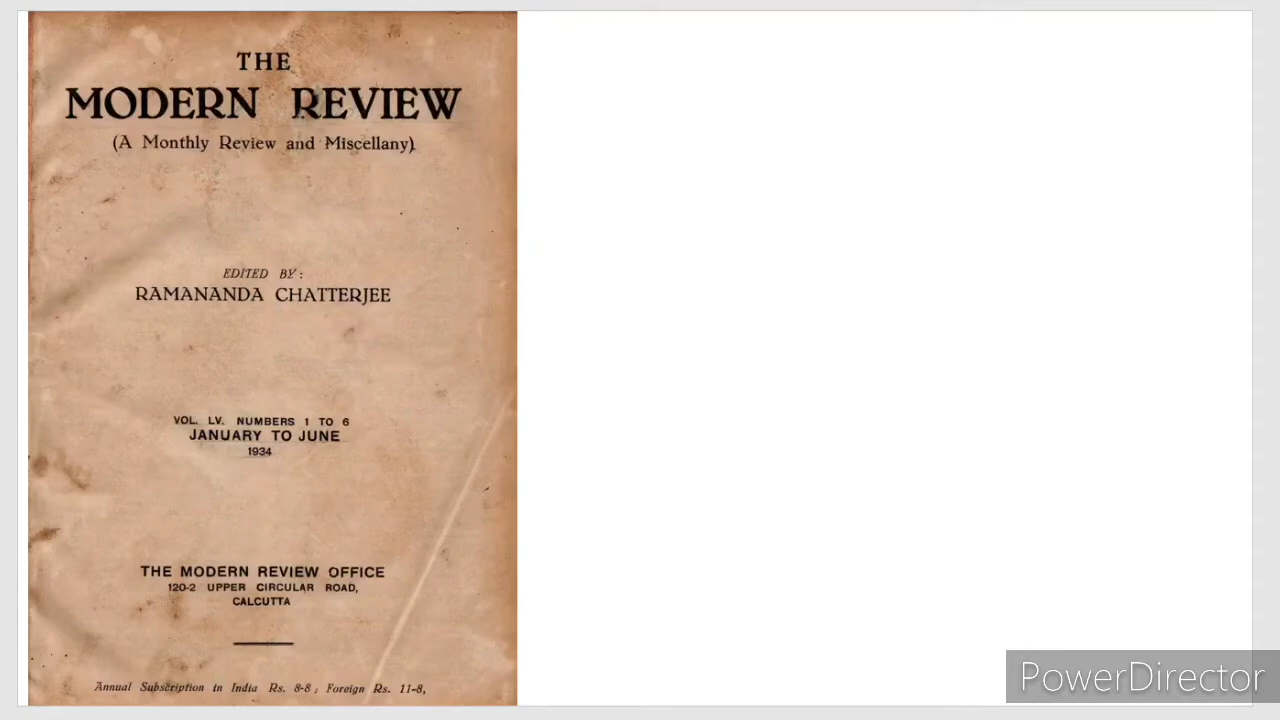 THE
MODERN REVIEW
(A Monthly Review and Miscellany)
EDITED BY :
RAMANANDA CHATTERJEE
VOL. LV. NUMBERS 1 TO 6
JANUARY TO JUNE
1934
THE MODERN REVIEW OFFICE
120-2 UPPER CIRCULAR ROAD,
CALCUTTA
Annual Subscription in India Rs. 8-8 ; Foreign Rs. 11-8,
PowerDirector